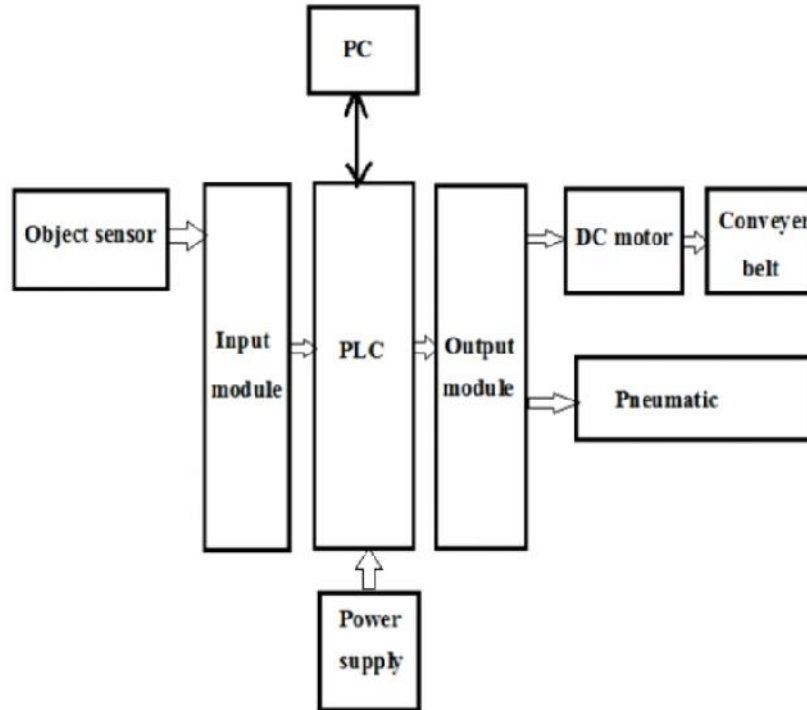 PC
Object sensor
Input
module
PLC
Output
module
DC motor
Conveyer
belt
Pneumatic
Power
supply